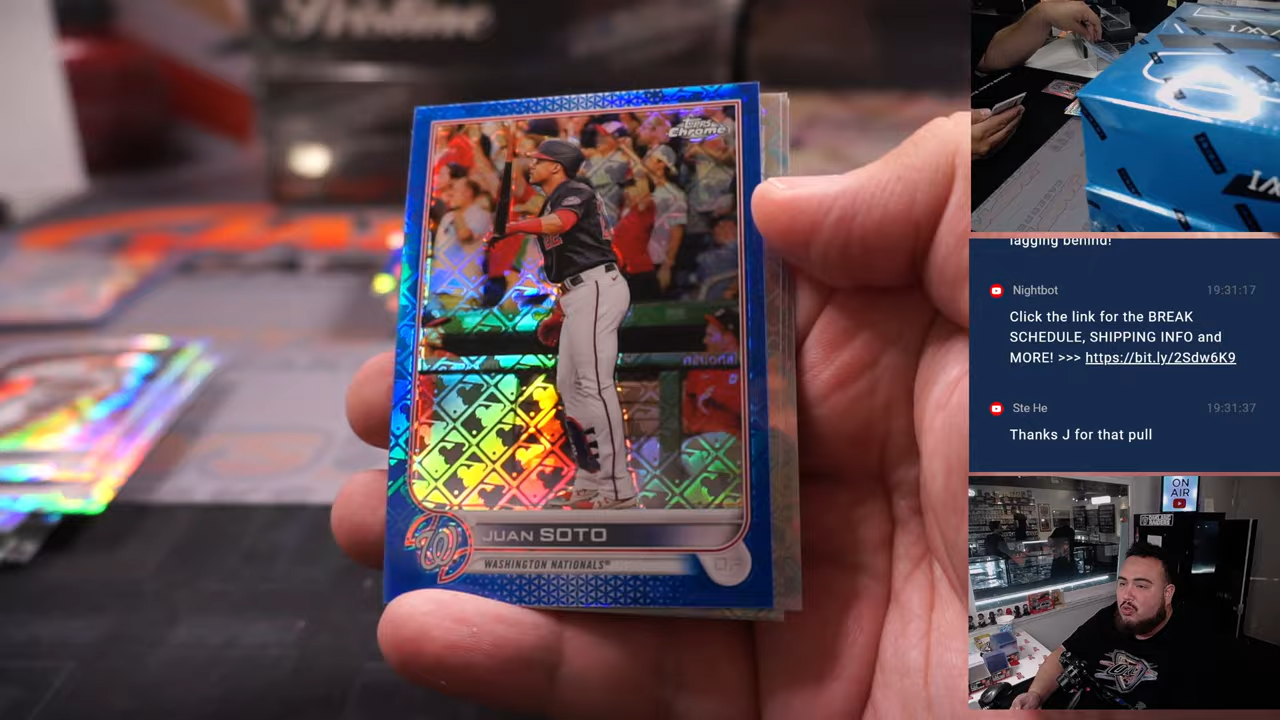 Pristine
Topps
Chrome
JUAN SOTO
WASHINGTON NATIONALS®
OF
lagging behind!
Nightbot 19:31:17
Click the link for the BREAK
SCHEDULE, SHIPPING INFO and
MORE! >>> https://bit.ly/2Sdw6K9
Ste He 19:31:37
Thanks J for that pull
ON
AIR